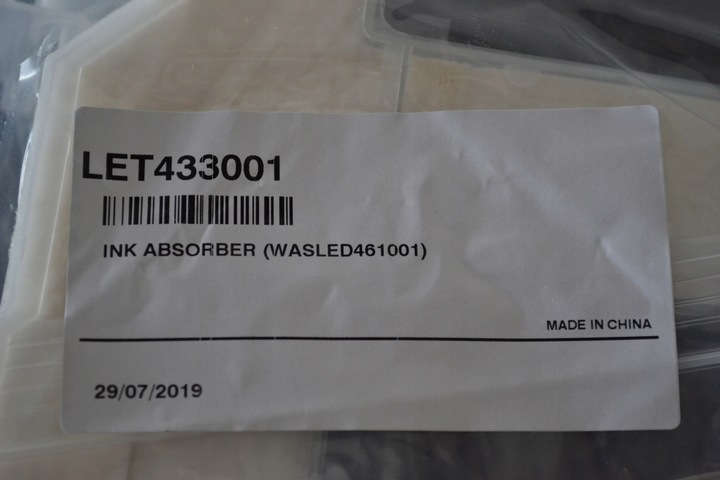 LET433001
INK ABSORBER (WASLED461001)
MADE IN CHINA
29/07/2019